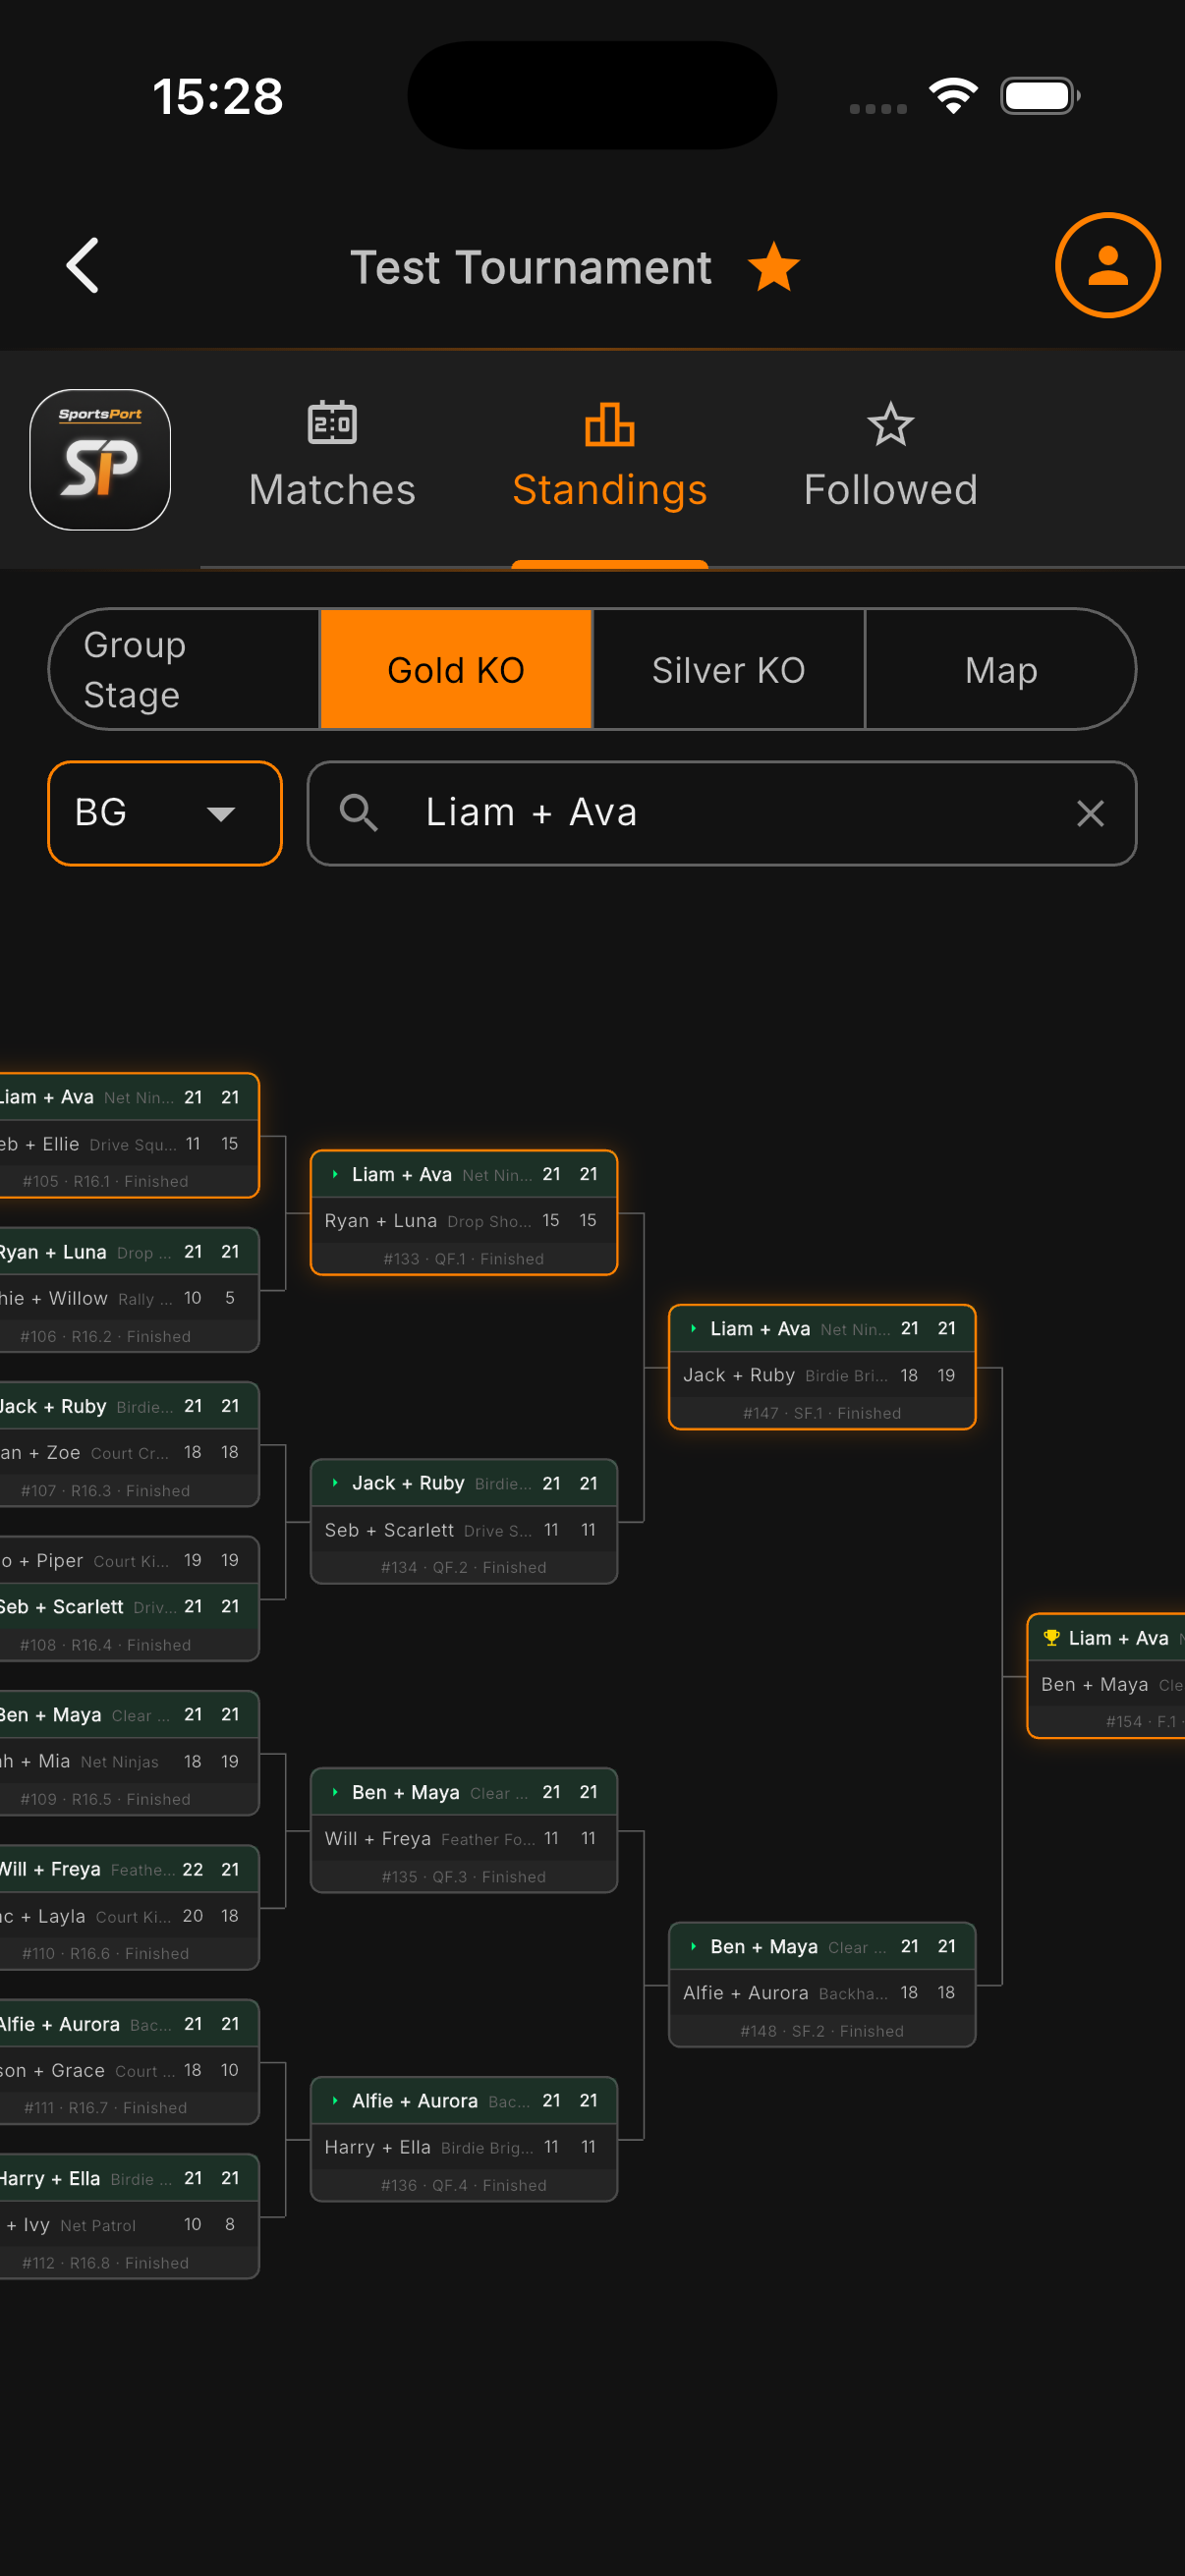 15:28
Test Tournament
SportsPort
SP
2:0
Matches
Standings
Followed
Group
Stage
Gold KO
Silver KO
Map
BG
Liam + Ava
Liam + Ava Net Nin... 21 21
eb + Ellie Drive Squ... 11 15
#105 · R16.1 · Finished
Ryan + Luna Drop ... 21 21
hie + Willow Rally ... 10 5
#106 · R16.2 · Finished
Jack + Ruby Birdie... 21 21
an + Zoe Court Cr... 18 18
#107 · R16.3 · Finished
o + Piper Court Ki... 19 19
Seb + Scarlett Driv... 21 21
#108 · R16.4 · Finished
Ben + Maya Clear ... 21 21
ah + Mia Net Ninjas 18 19
#109 · R16.5 · Finished
Will + Freya Feathe... 22 21
ac + Layla Court Ki... 20 18
#110 · R16.6 · Finished
Alfie + Aurora Bac... 21 21
son + Grace Court ... 18 10
#111 · R16.7 · Finished
Harry + Ella Birdie ... 21 21
+ Ivy Net Patrol 10 8
#112 · R16.8 · Finished
Liam + Ava Net Nin... 21 21
Ryan + Luna Drop Sho... 15 15
#133 · QF.1 · Finished
Jack + Ruby Birdie... 21 21
Seb + Scarlett Drive S... 11 11
#134 · QF.2 · Finished
Ben + Maya Clear ... 21 21
Will + Freya Feather Fo... 11 11
#135 · QF.3 · Finished
Alfie + Aurora Bac... 21 21
Harry + Ella Birdie Brig... 11 11
#136 · QF.4 · Finished
Liam + Ava Net Nin... 21 21
Jack + Ruby Birdie Bri... 18 19
#147 · SF.1 · Finished
Ben + Maya Clear ... 21 21
Alfie + Aurora Backha... 18 18
#148 · SF.2 · Finished
Liam + Ava
Ben + Maya Cle
#154 · F.1 ·